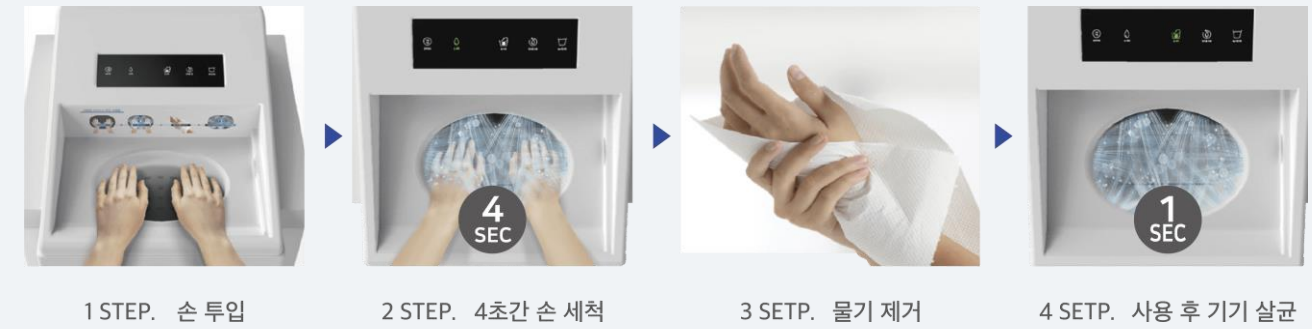 4
SEC
1
SEC
1 STEP. 손 투입
2 STEP. 4초간 손 세척
3 SETP. 물기 제거
4 SETP. 사용 후 기기 살균